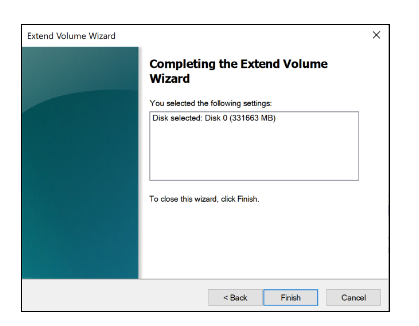 Extend Volume Wizard
Completing the Extend Volume
Wizard
You selected the following settings:
Disk selected: Disk 0 (331663 MB)
To close this wizard, click Finish.
< Back
Finish
Cancel